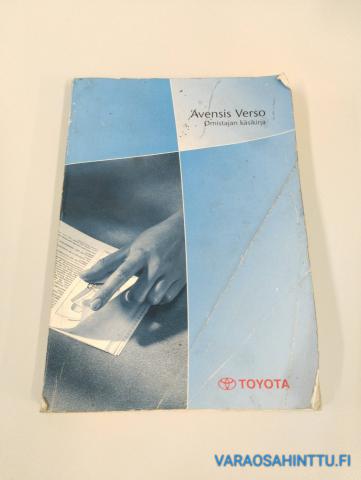 Avensis Verso
Omistajan käsikirja
TOYOTA
VARAOSAHINTTU.FI